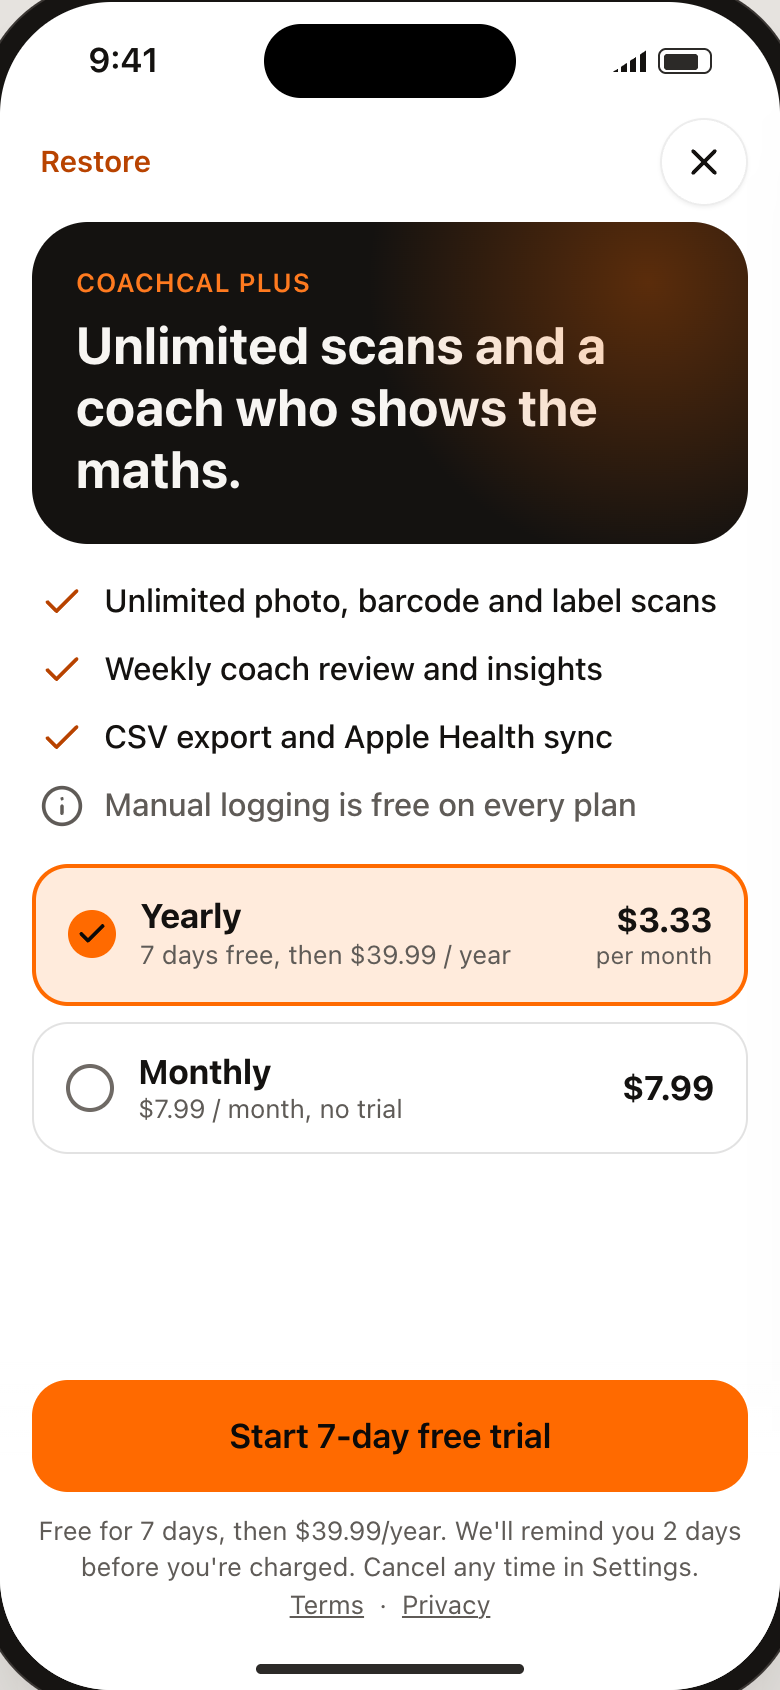 9:41
Restore
COACHCAL PLUS
Unlimited scans and a
coach who shows the
maths.
Unlimited photo, barcode and label scans
Weekly coach review and insights
CSV export and Apple Health sync
Manual logging is free on every plan
Yearly
$3.33
7 days free, then $39.99 / year
per month
Monthly
$7.99 / month, no trial
$7.99
Start 7-day free trial
Free for 7 days, then $39.99/year. We'll remind you 2 days
before you're charged. Cancel any time in Settings.
Terms · Privacy